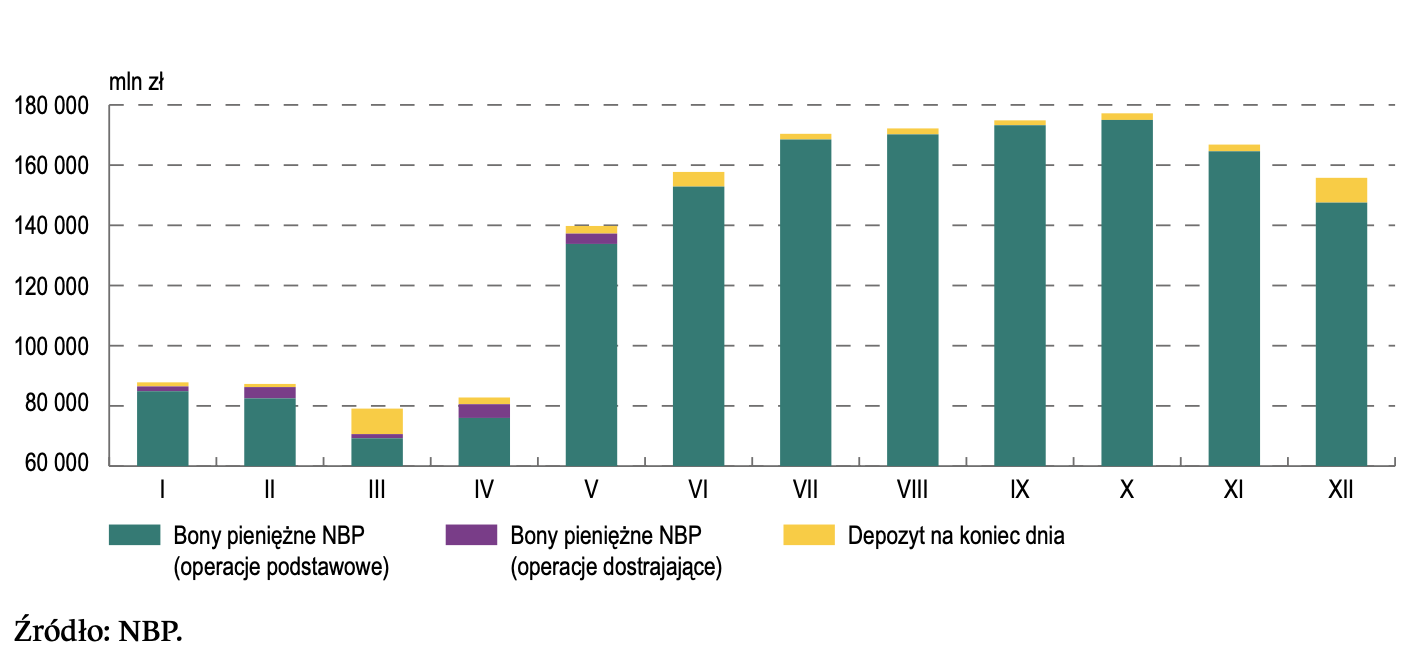 mln zł
180 000
160 000
140 000
120 000
100 000
80 000
60 000
I II III IV V VI VII VIII IX X XI XII
Bony pieniężne NBP Bony pieniężne NBP Depozyt na koniec dnia
(operacje podstawowe) (operacje dostrajające)
Źródło: NBP.